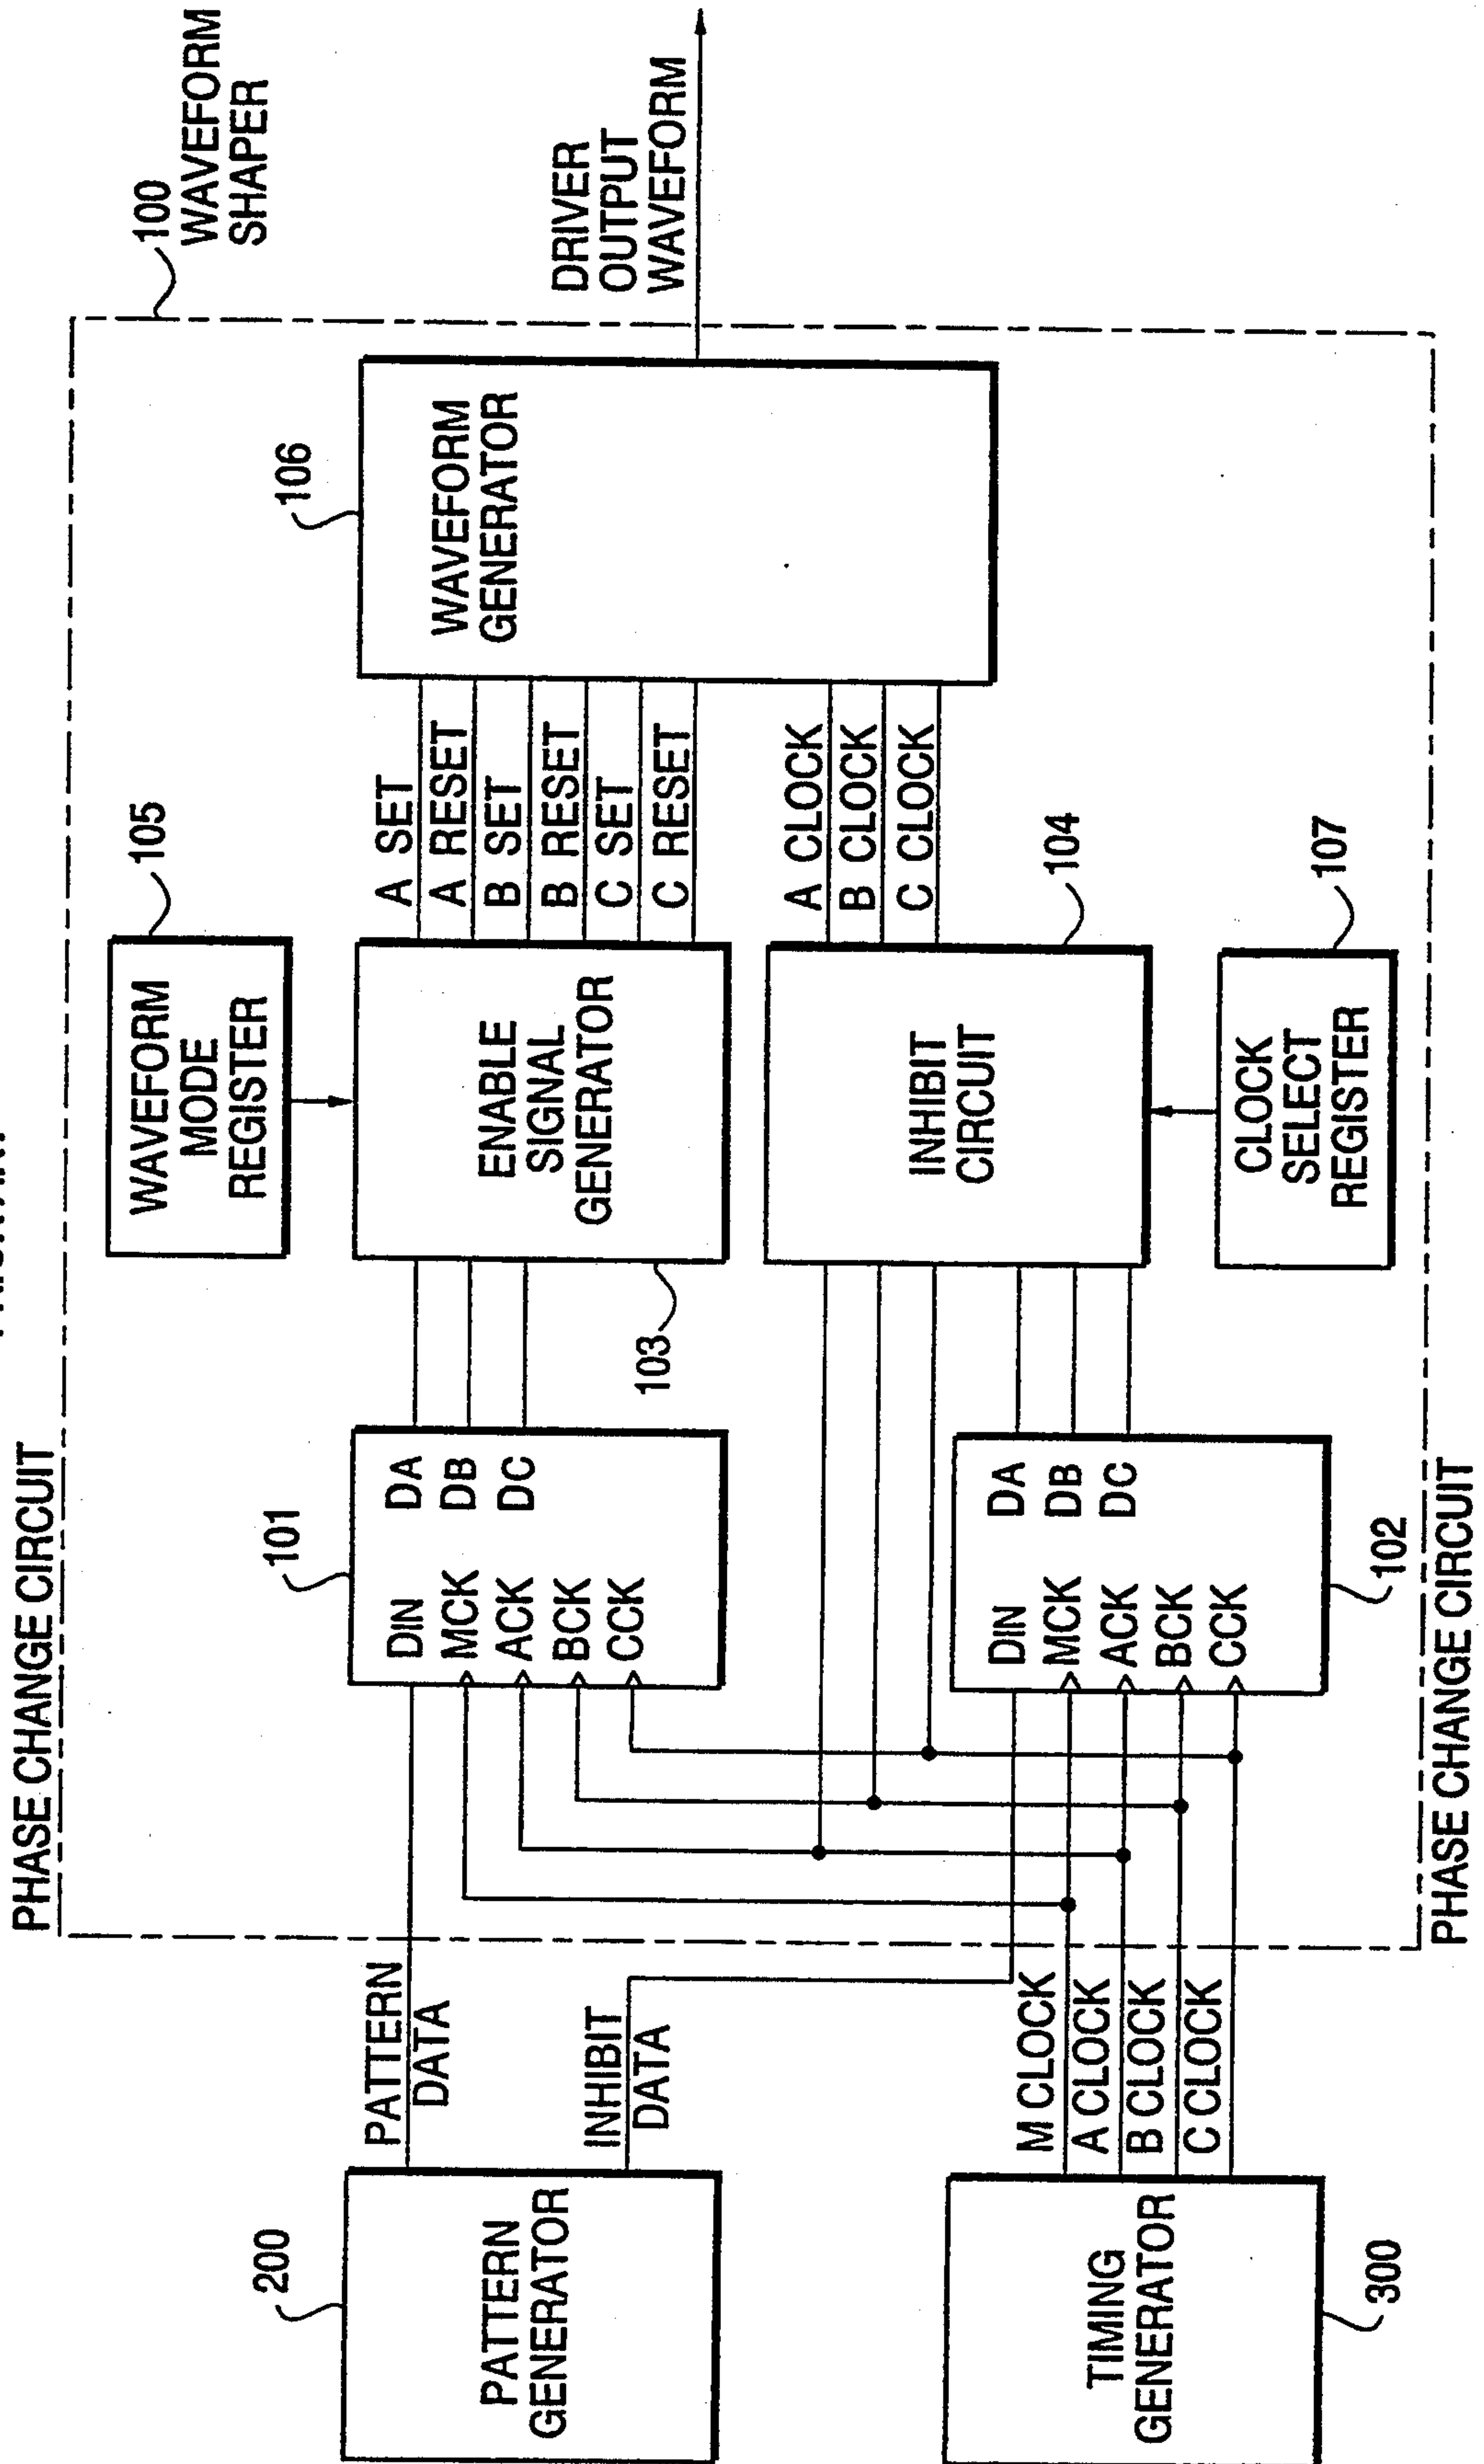 PHASE CHANGE CIRCUIT
100
WAVEFORM
SHAPER
200
PATTERN
GENERATOR
PATTERN
DATA
INHIBIT
DATA
300
TIMING
GENERATOR
M CLOCK
A CLOCK
B CLOCK
C CLOCK
101
DIN
MCK
ACK
BCK
CCK
DA
DB
DC
102
DIN
MCK
ACK
BCK
CCK
DA
DB
DC
105
WAVEFORM
MODE
REGISTER
103
ENABLE
SIGNAL
GENERATOR
104
INHIBIT
CIRCUIT
107
CLOCK
SELECT
REGISTER
A SET
A RESET
B SET
B RESET
C SET
C RESET
A CLOCK
B CLOCK
C CLOCK
106
WAVEFORM
GENERATOR
DRIVER
OUTPUT
WAVEFORM
PHASE CHANGE CIRCUIT